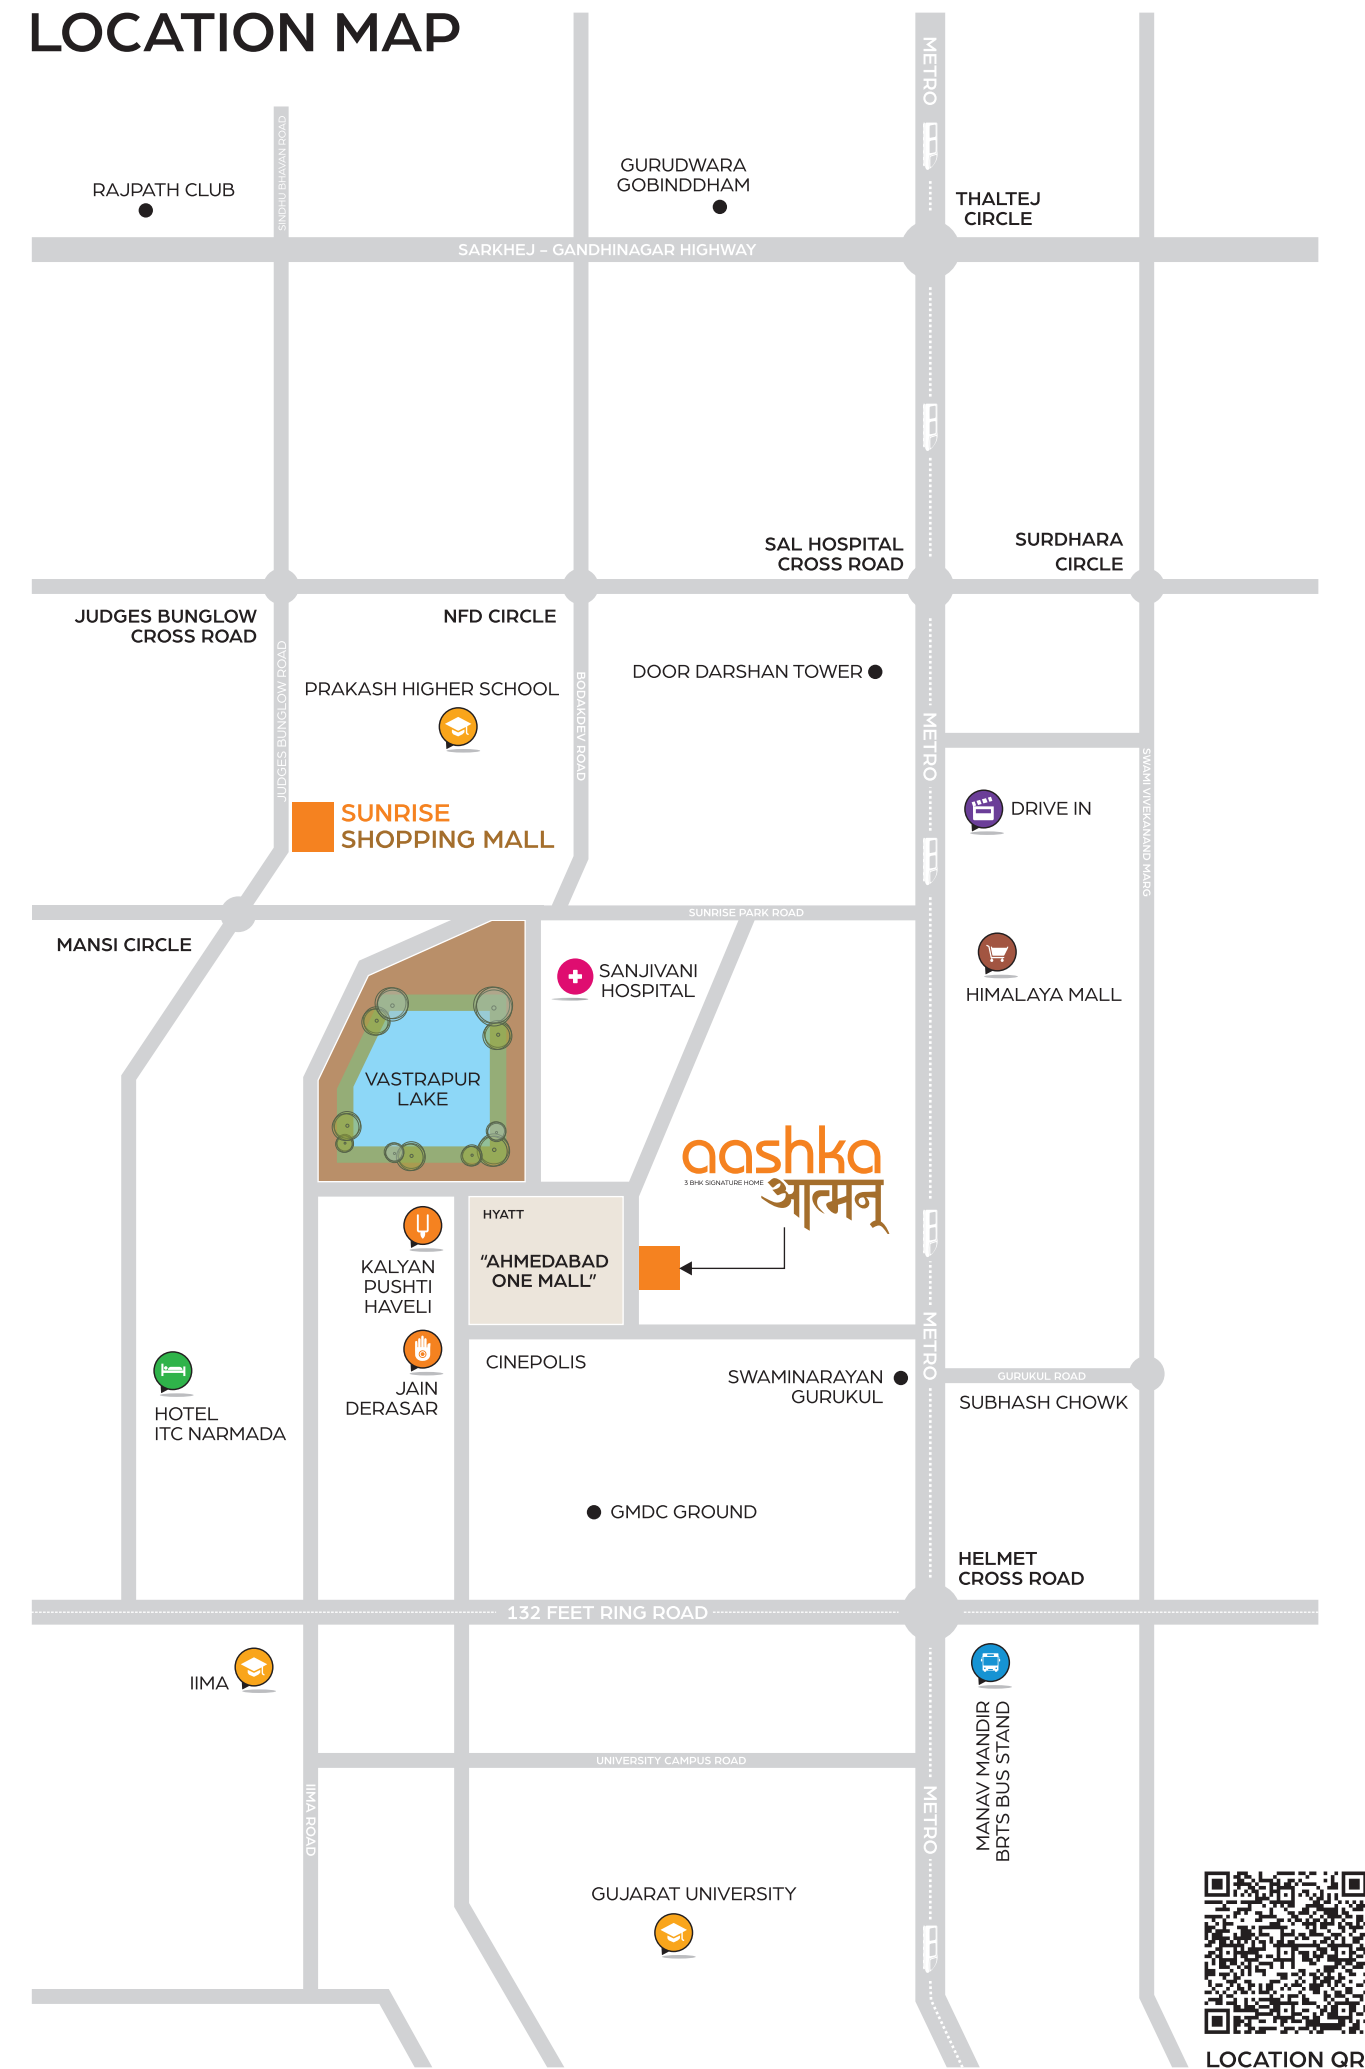 LOCATION MAP
METRO
SINDHU BHAVAN ROAD
GURUDWARA
GOBINDDHAM
RAJPATH CLUB
THALTEJ
CIRCLE
SARKHEJ - GANDHINAGAR HIGHWAY
SAL HOSPITAL
CROSS ROAD
SURDHARA
CIRCLE
JUDGES BUNGLOW
CROSS ROAD
NFD CIRCLE
JUDGES BUNGLOW ROAD
PRAKASH HIGHER SCHOOL
BODAKDEV ROAD
DOOR DARSHAN TOWER
METRO
SWAMI VIVEKANAND MARG
DRIVE IN
SUNRISE
SHOPPING MALL
SUNRISE PARK ROAD
MANSI CIRCLE
SANJIVANI
HOSPITAL
HIMALAYA MALL
VASTRAPUR
LAKE
aashka
3 BHK SIGNATURE HOME
आत्मन्
HYATT
"AHMEDABAD
ONE MALL"
KALYAN
PUSHTI
HAVELI
METRO
JAIN
DERASAR
CINEPOLIS
SWAMINARAYAN
GURUKUL
GURUKUL ROAD
SUBHASH CHOWK
HOTEL
ITC NARMADA
GMDC GROUND
HELMET
CROSS ROAD
132 FEET RING ROAD
IIMA
MANAV MANDIR
BRTS BUS STAND
UNIVERSITY CAMPUS ROAD
IIMA ROAD
METRO
GUJARAT UNIVERSITY
LOCATION QR